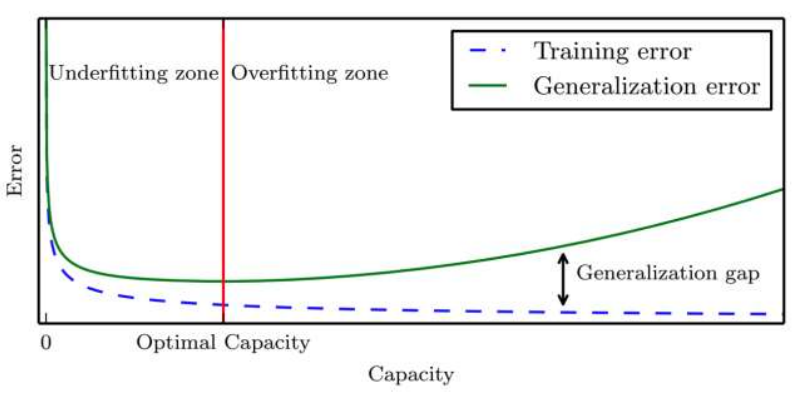 Training error
Generalization error
Underfitting zone
Overfitting zone
Error
Generalization gap
0
Optimal Capacity
Capacity